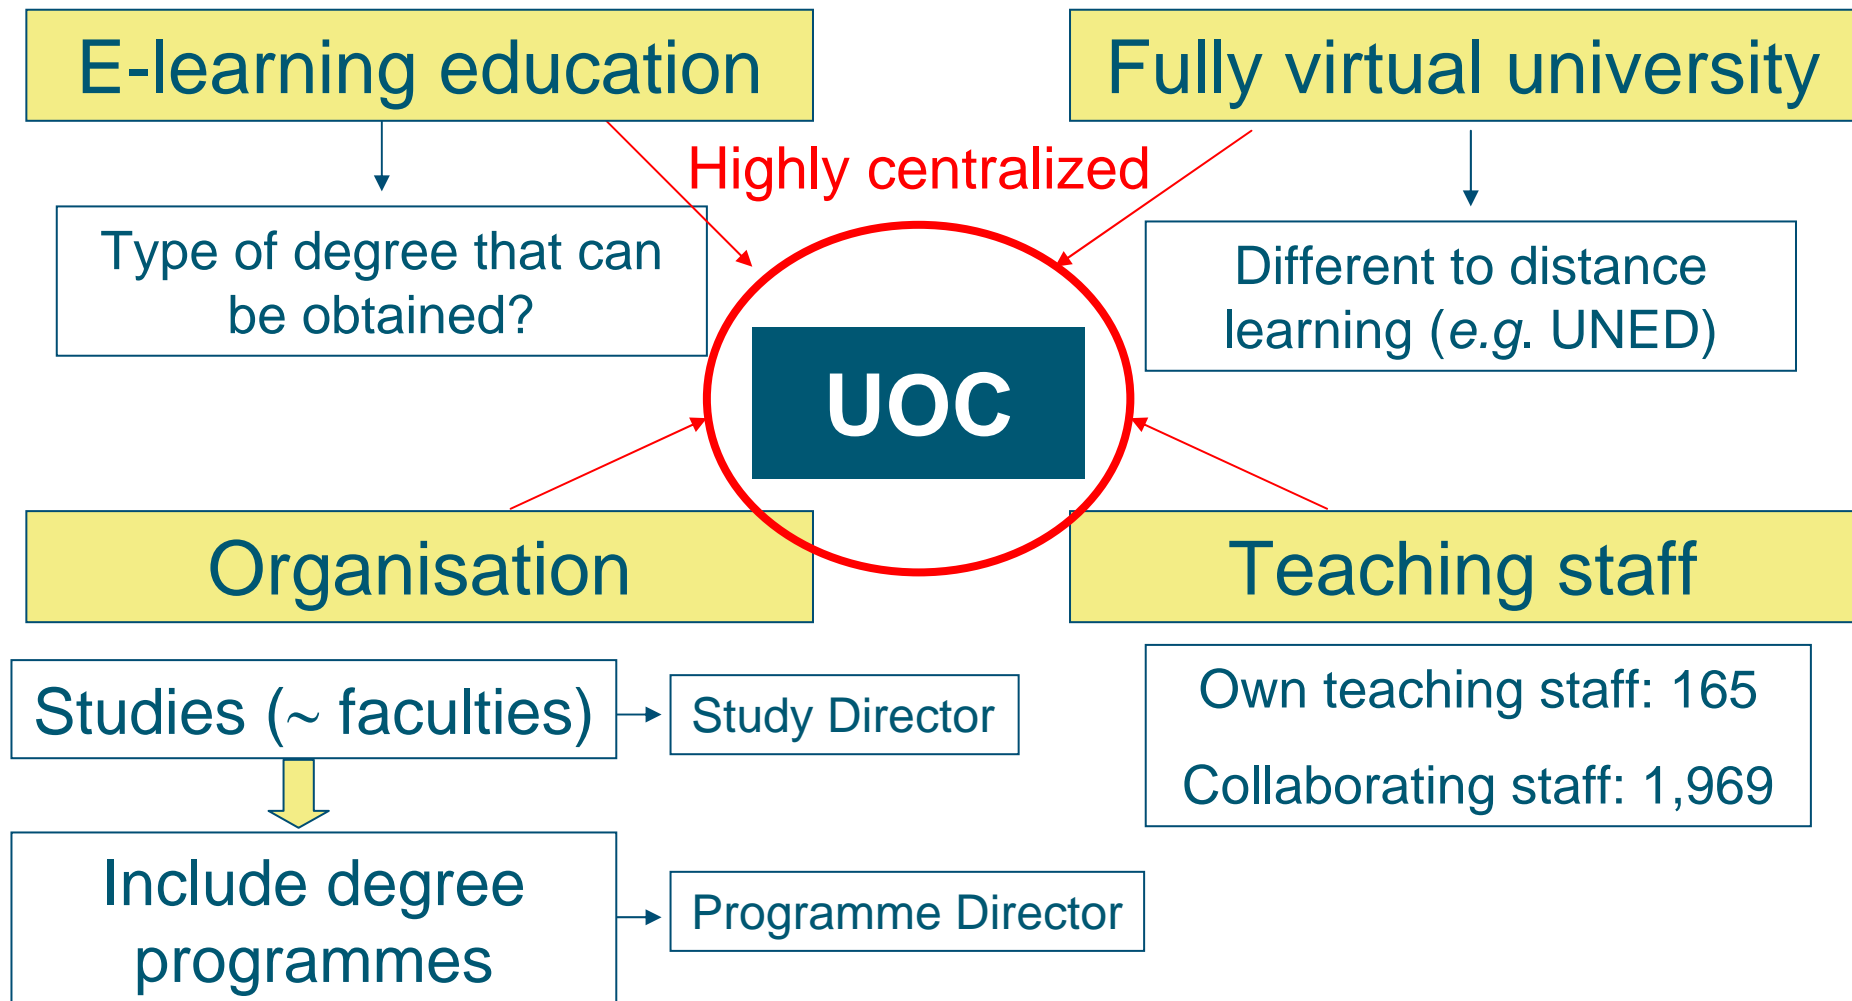 E-learning education
Fully virtual university
Highly centralized
Type of degree that can
be obtained?
Different to distance
learning (e.g. UNED)
UOC
Organisation
Teaching staff
Studies (~ faculties)
Study Director
Own teaching staff: 165
Collaborating staff: 1,969
Include degree
programmes
Programme Director